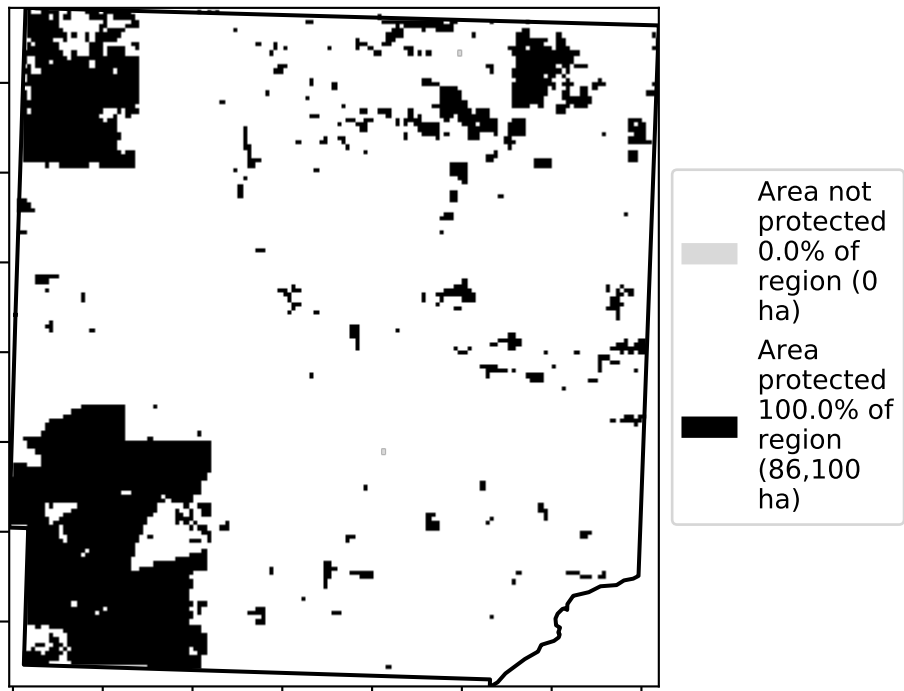 Area not
protected
0.0% of
region (0
ha)
Area
protected
100.0% of
region
(86,100
ha)